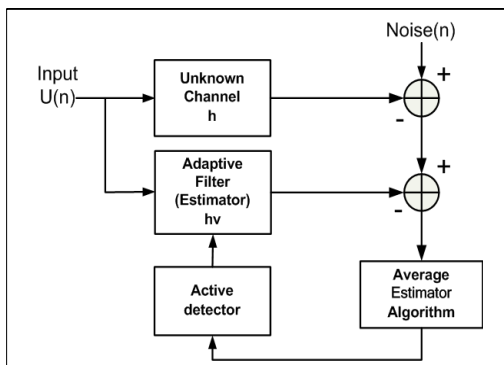 Noise(n)
Input
U(n)
Unknown
Channel
h
+
-
Adaptive
Filter
(Estimator)
hv
+
-
Active
detector
Average
Estimator
Algorithm